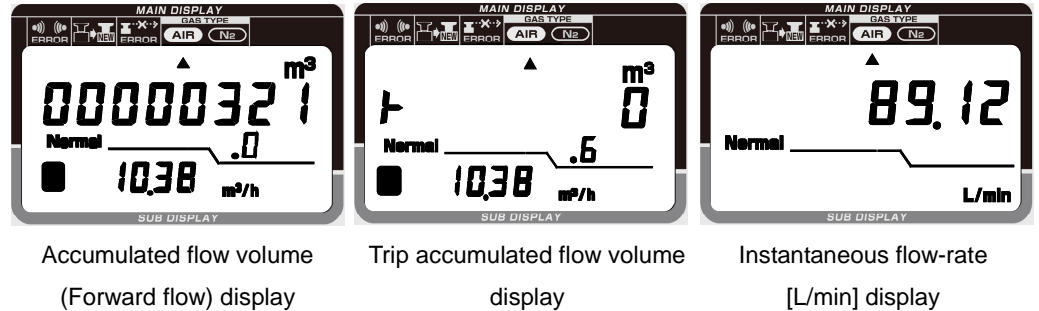 MAIN DISPLAY
GAS TYPE
ERROR NEW ERROR AIR N2
m³
00000321
Normal .0
10.38 m³/h
SUB DISPLAY
Accumulated flow volume
(Forward flow) display
MAIN DISPLAY
GAS TYPE
ERROR NEW ERROR AIR N2
m³
0
Normal .6
10.38 m³/h
SUB DISPLAY
Trip accumulated flow volume
display
MAIN DISPLAY
GAS TYPE
ERROR NEW ERROR AIR N2
89.12
Normal
L/min
SUB DISPLAY
Instantaneous flow-rate
[L/min] display